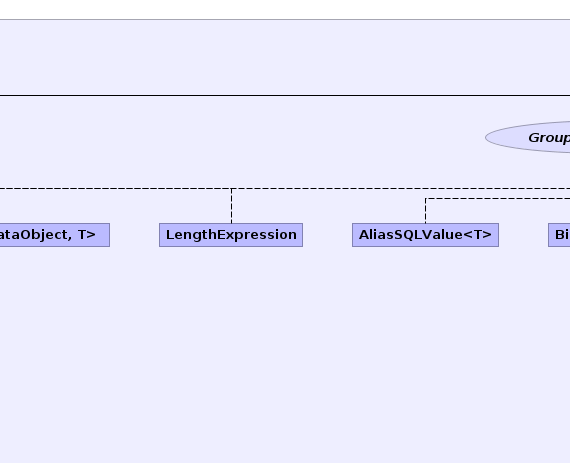 Group
ataObject, T>
LengthExpression
AliasSQLValue<T>
Bi